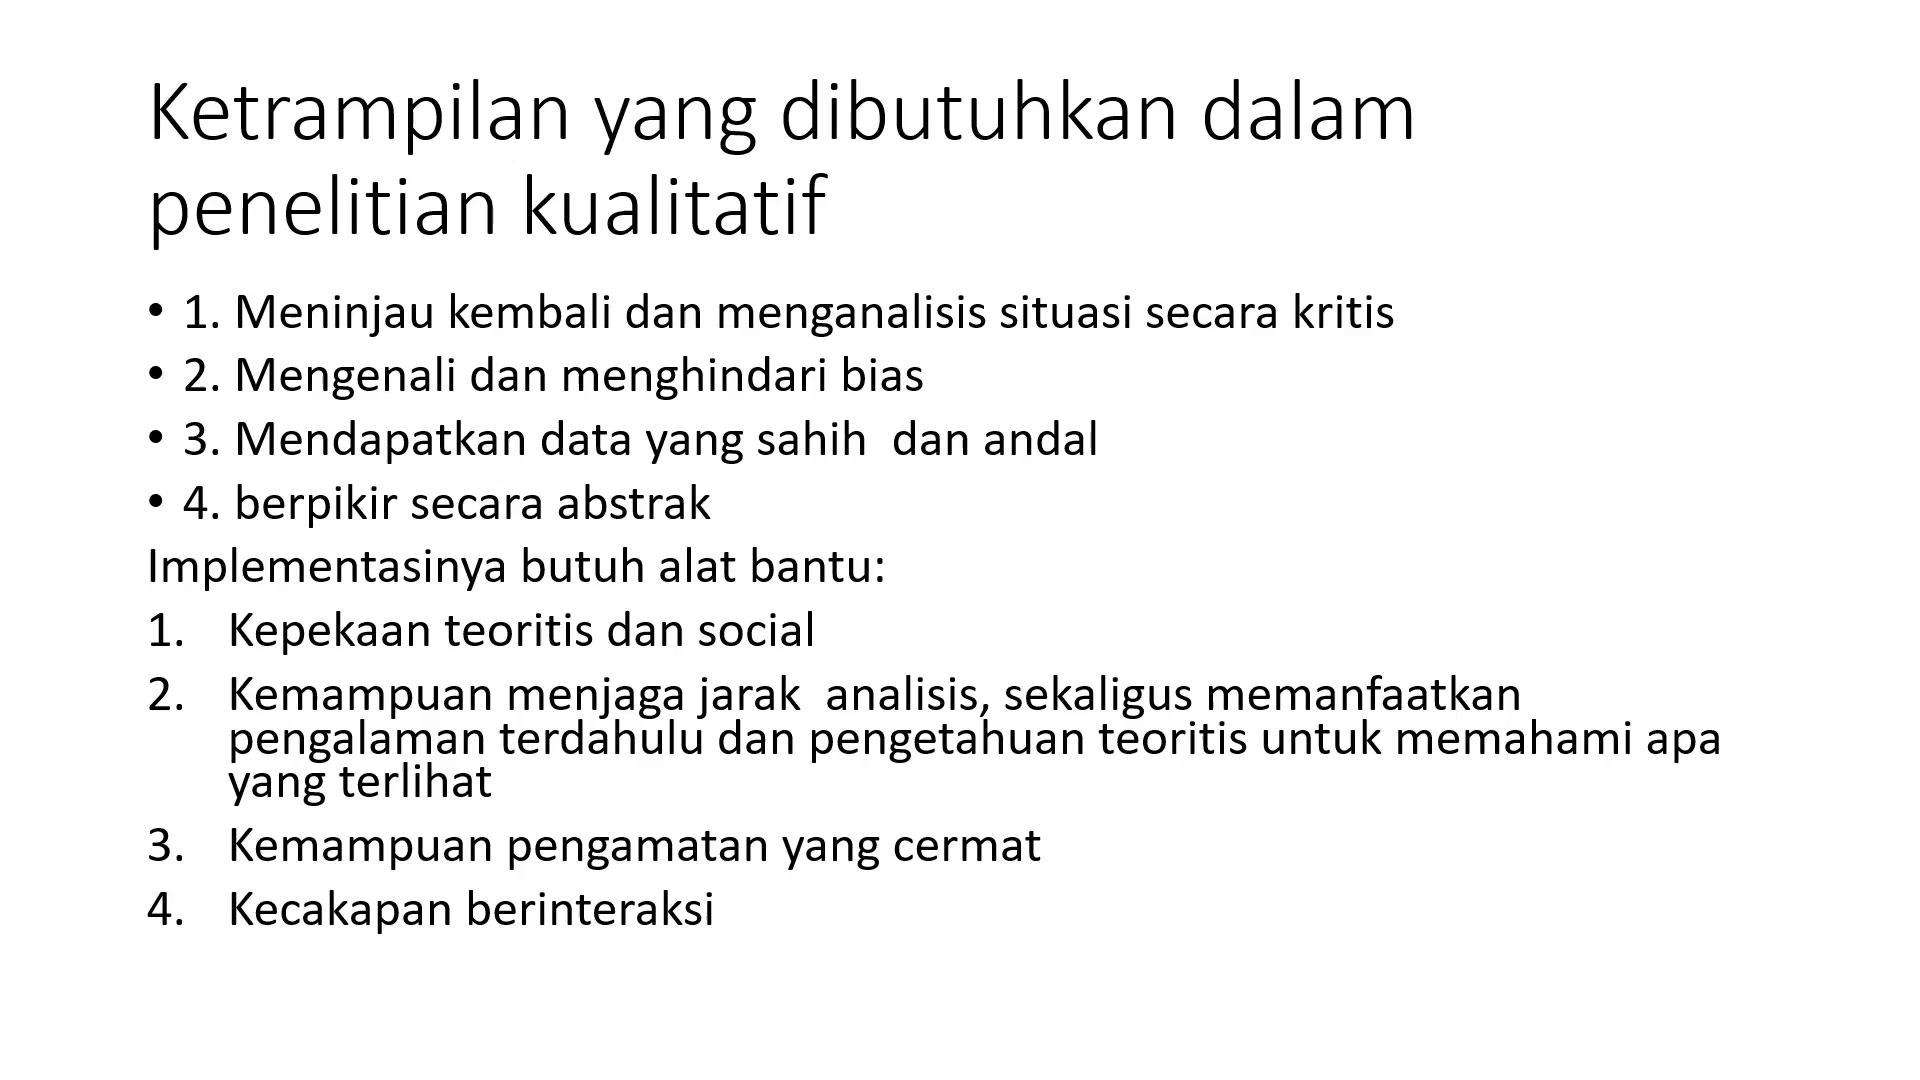 Ketrampilan yang dibutuhkan dalam
penelitian kualitatif
• 1. Meninjau kembali dan menganalisis situasi secara kritis
• 2. Mengenali dan menghindari bias
• 3. Mendapatkan data yang sahih  dan andal
• 4. berpikir secara abstrak
Implementasinya butuh alat bantu:
1. Kepekaan teoritis dan social
2. Kemampuan menjaga jarak  analisis, sekaligus memanfaatkan
pengalaman terdahulu dan pengetahuan teoritis untuk memahami apa
yang terlihat
3. Kemampuan pengamatan yang cermat
4. Kecakapan berinteraksi